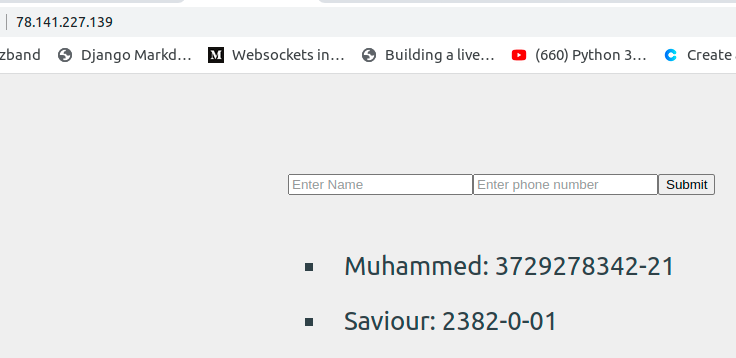 78.141.227.139
zband Django Markd... Websockets in... Building a live... (660) Python 3... Create
Enter Name Enter phone number Submit
Muhammed: 3729278342-21
Saviour: 2382-0-01